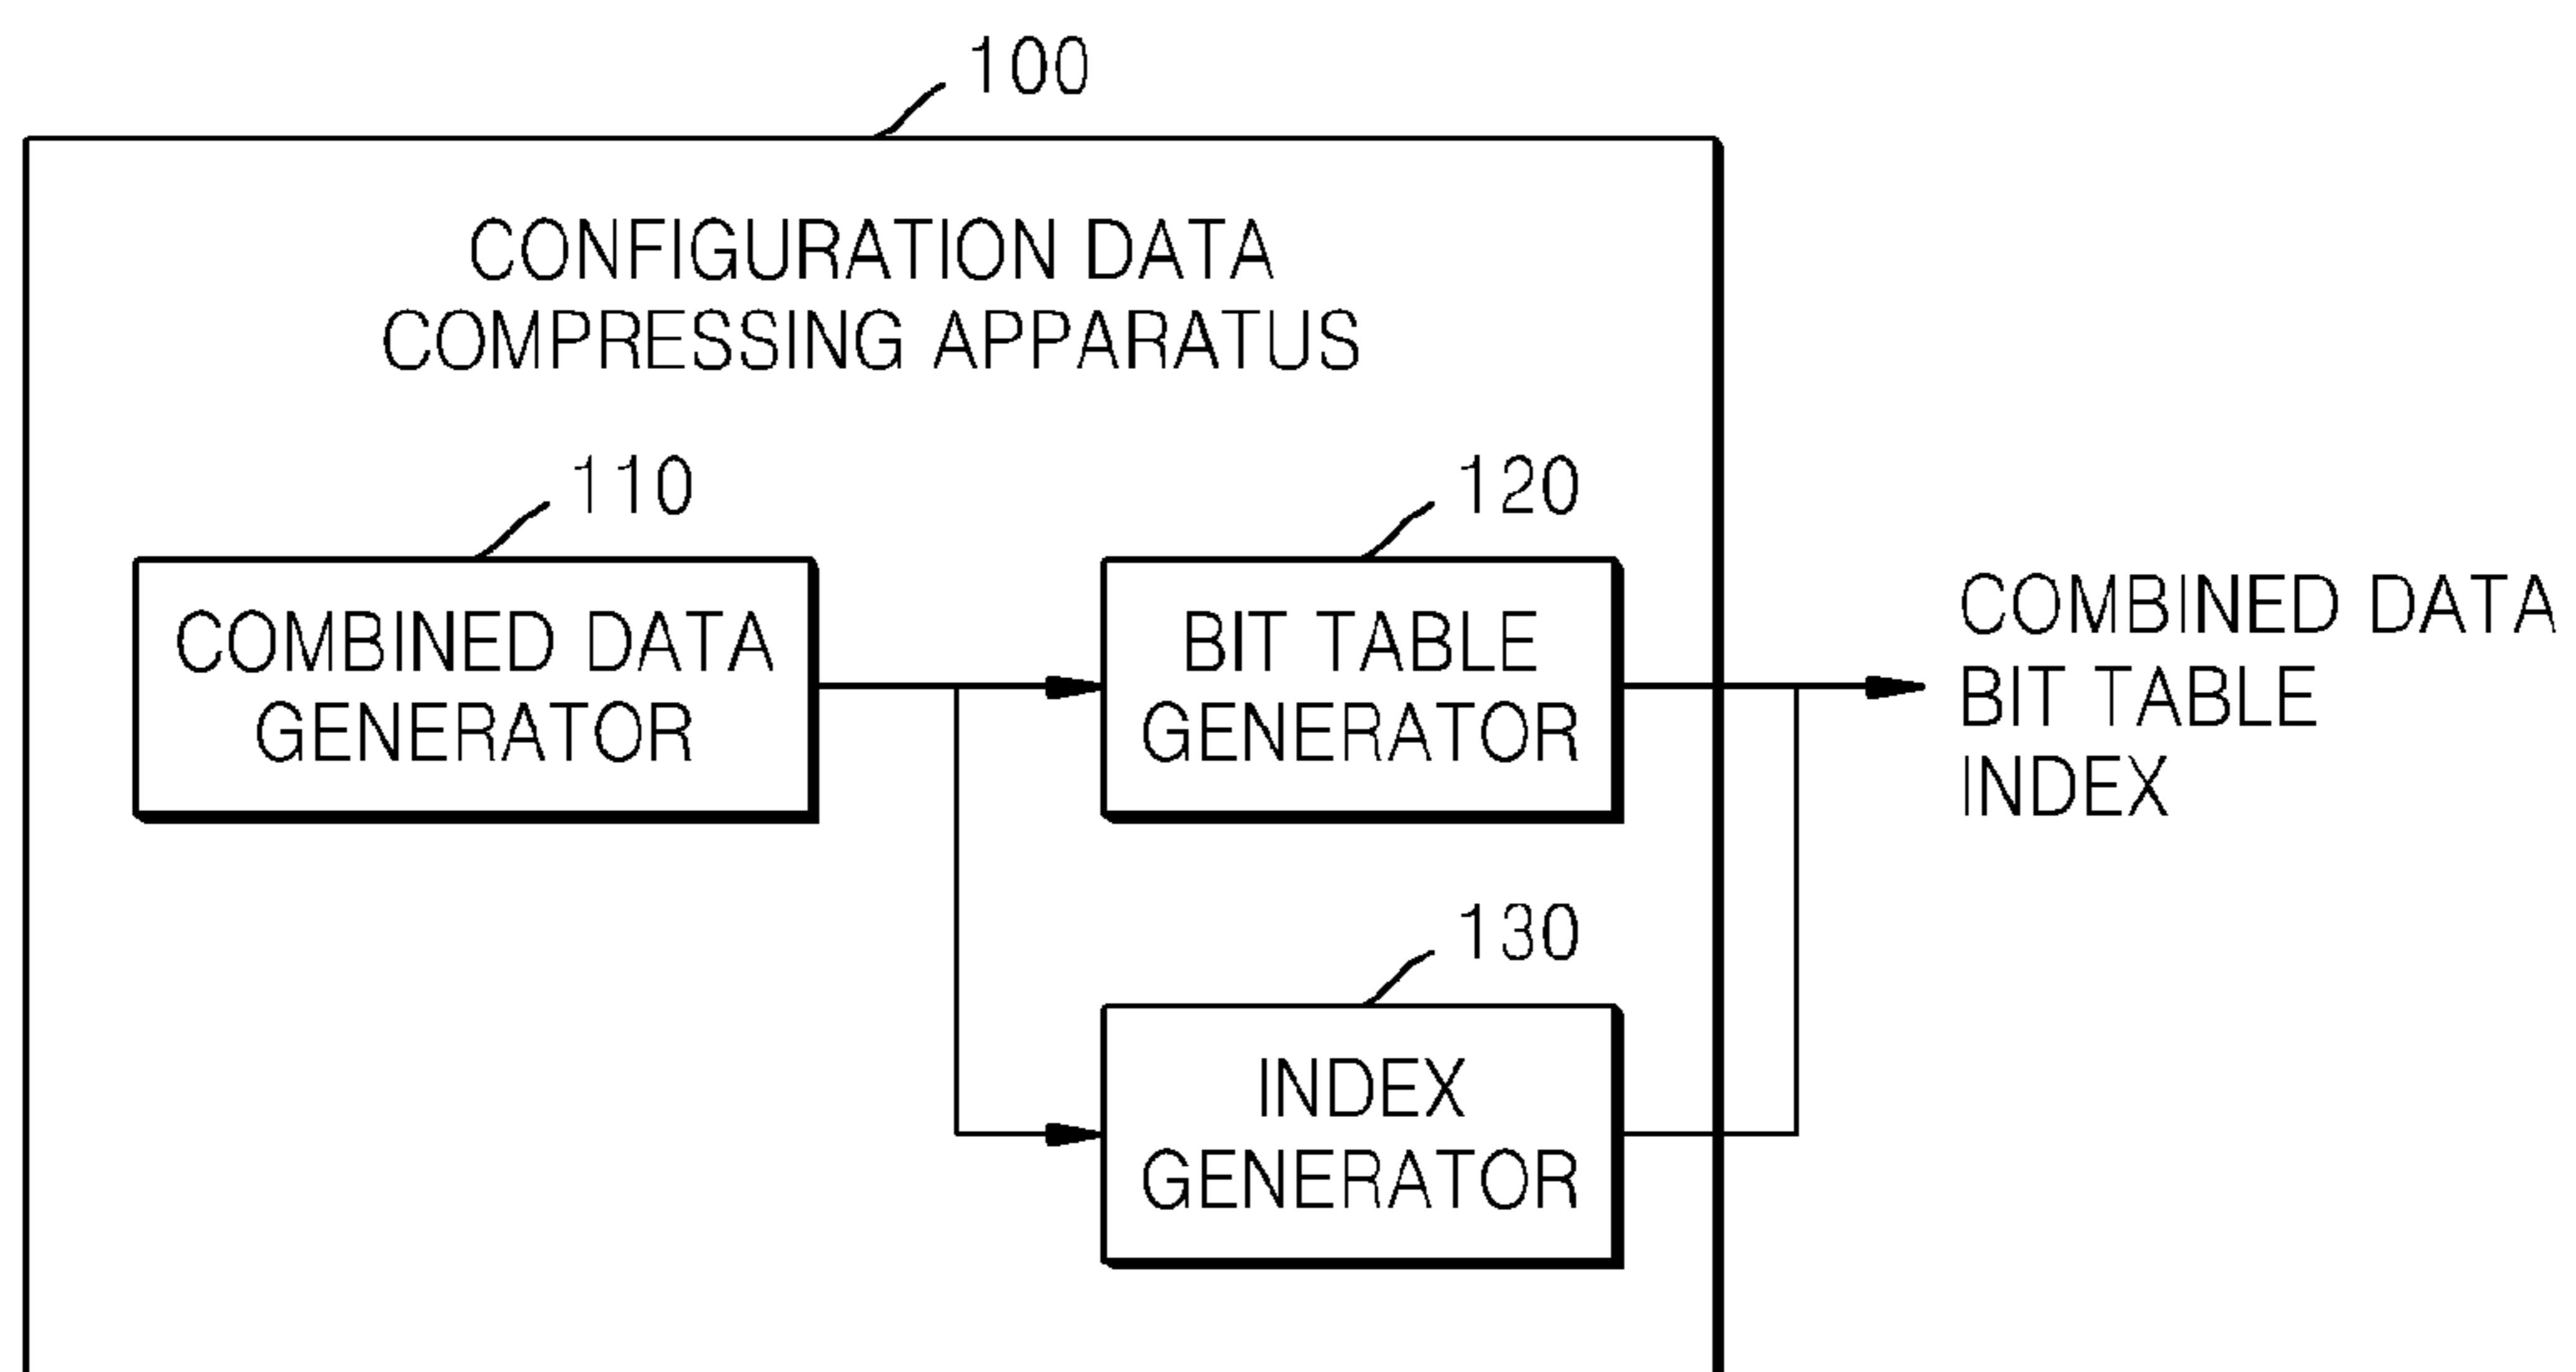 100
CONFIGURATION DATA
COMPRESSING APPARATUS
110
COMBINED DATA
GENERATOR
120
BIT TABLE
GENERATOR
130
INDEX
GENERATOR
COMBINED DATA
BIT TABLE
INDEX